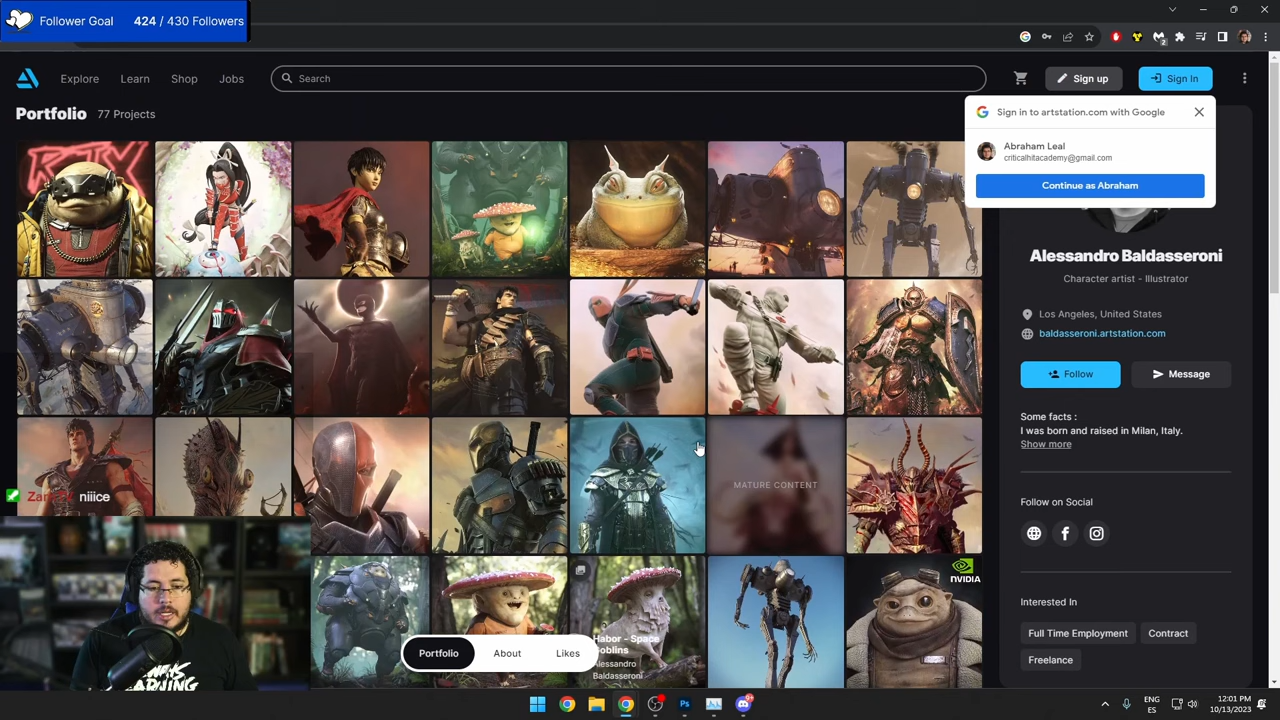 Follower Goal 424 / 430 Followers
Explore Learn Shop Jobs Search Sign up Sign In
Portfolio 77 Projects
Sign in to artstation.com with Google
Abraham Leal
criticalhitacademy@gmail.com
Continue as Abraham
RTX
Alessandro Baldasseroni
Character artist - Illustrator
Los Angeles, United States
baldasseroni.artstation.com
Follow Message
Some facts :
I was born and raised in Milan, Italy.
Show more
MATURE CONTENT
niiice
Follow on Social
NVIDIA
Interested In
Full Time Employment Contract
Freelance
Habor - Space
Goblins
Alessandro
Baldasseroni
Portfolio About Likes
ENG
ES
12:01 PM
10/13/2023